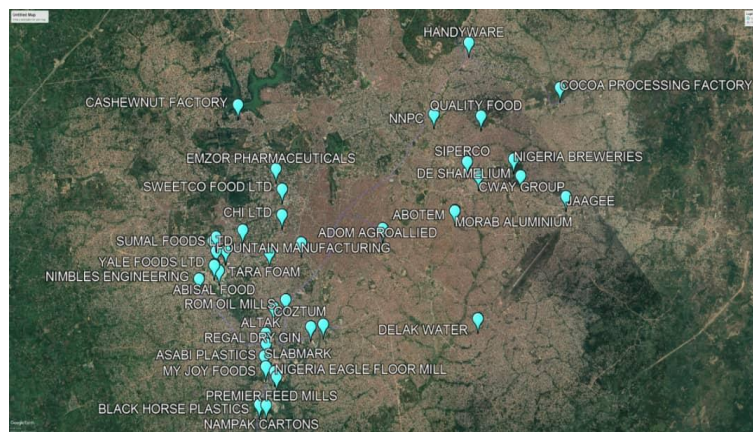 Untitled Map
HANDYWARE
COCOA PROCESSING FACTORY
CASHEWNUT FACTORY
QUALITY FOOD
NNPC
SIPERCO
NIGERIA BREWERIES
EMZOR PHARMACEUTICALS
DE SHAMELIUM
SWEETCO FOOD LTD
CWAY GROUP
JAAGEE
CHI LTD
ABOTEM
MORAB ALUMINIUM
ADOM AGROALLIED
SUMAL FOODS LTD
FOUNTAIN MANUFACTURING
YALE FOODS LTD
NIMBLES ENGINEERING
TARA FOAM
ABISAL FOOD
ROM OIL MILLS
COZTUM
ALTAK
DELAK WATER
REGAL DRY GIN
ASABI PLASTICS
SLABMARK
MY JOY FOODS
NIGERIA EAGLE FLOOR MILL
PREMIER FEED MILLS
BLACK HORSE PLASTICS
NAMPAK CARTONS